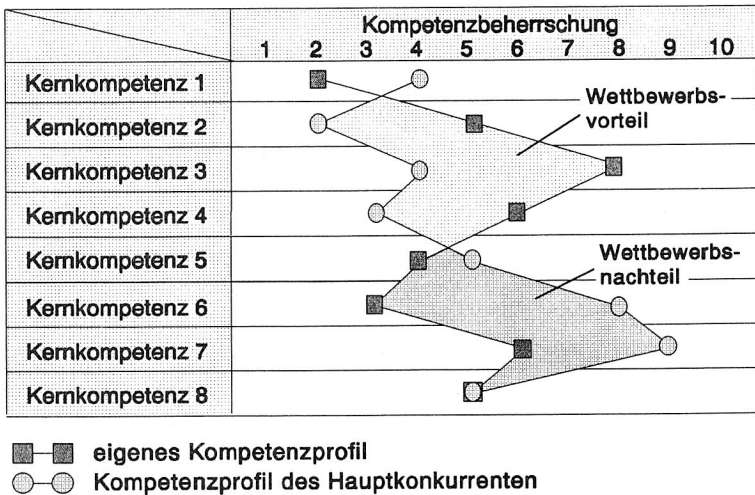 Kompetenzbeherrschung
1 2 3 4 5 6 7 8 9 10
Kernkompetenz 1
Kernkompetenz 2
Kernkompetenz 3
Kernkompetenz 4
Kernkompetenz 5
Kernkompetenz 6
Kernkompetenz 7
Kernkompetenz 8
Wettbewerbs-
vorteil
Wettbewerbs-
nachteil
eigenes Kompetenzprofil
Kompetenzprofil des Hauptkonkurrenten